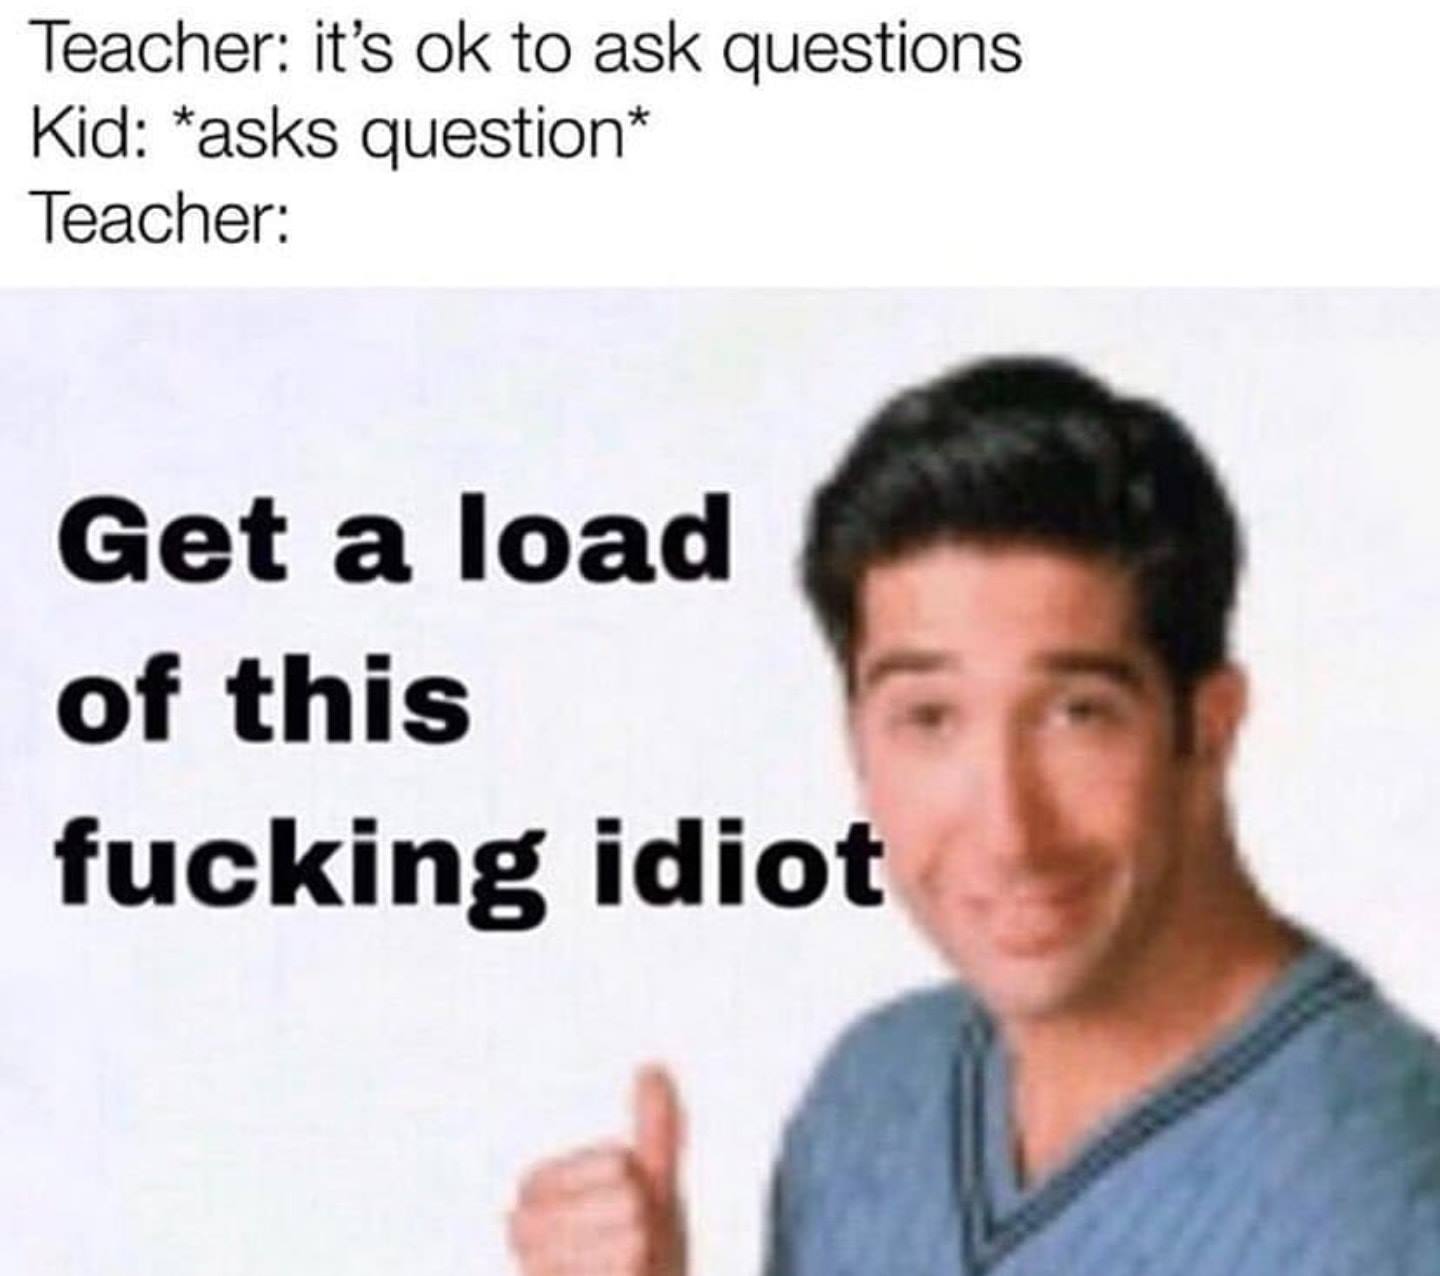 Teacher: it’s ok to ask questions
Kid: *asks question*
Teacher:
Get a load
of this
fucking idiot